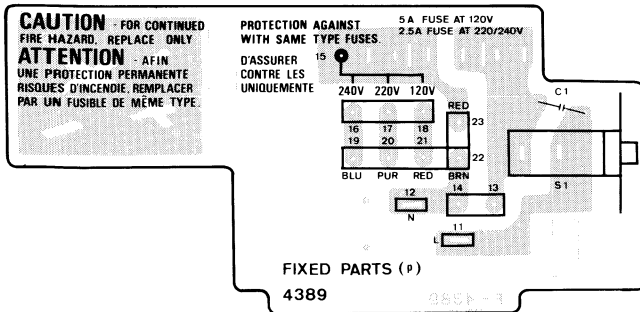 CAUTION - FOR CONTINUED
FIRE HAZARD, REPLACE ONLY
ATTENTION - AFIN
UNE PROTECTION PERMANENTE
RISQUES D'INCENDIE, REMPLACER
PAR UN FUSIBLE DE MÊME TYPE.
PROTECTION AGAINST
WITH SAME TYPE FUSES.
D'ASSURER
CONTRE LES
UNIQUEMENTE
5 A FUSE AT 120V
2.5A FUSE AT 220/240V
15
240V 220V 120V
RED
C1
16 17 18
23
19 20 21
22
BLU PUR RED BRN
S1
12
14 13
N
11
L
FIXED PARTS (p)
4389
F - 4389